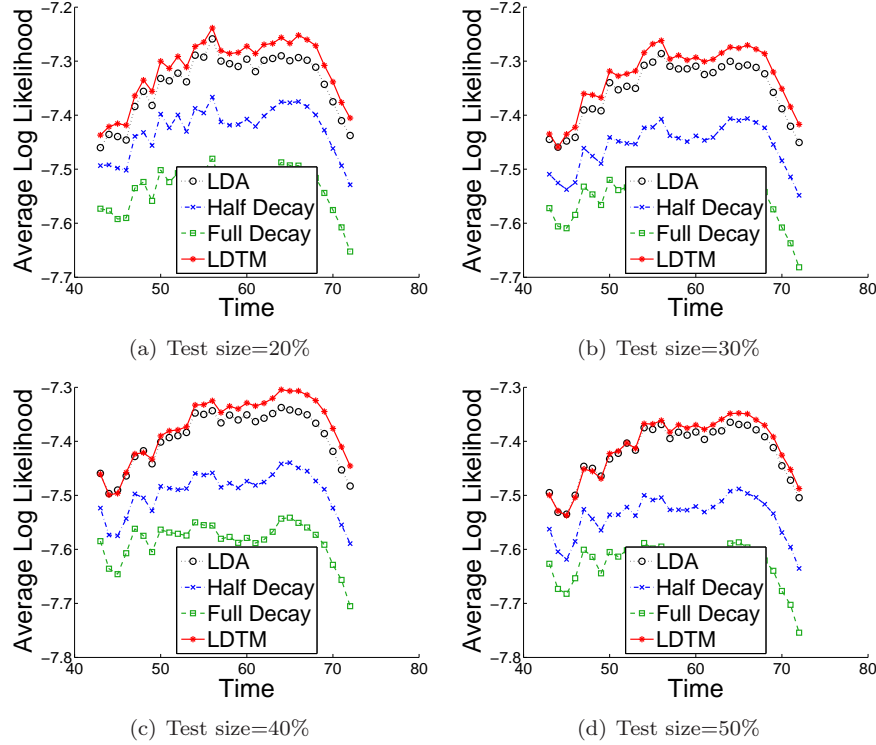 −7.2
−7.3
−7.4
−7.5
−7.6
−7.7
Average Log Likelihood
LDA
Half Decay
Full Decay
LDTM
40 50 60 70 80
Time
(a) Test size=20%
−7.2
−7.3
−7.4
−7.5
−7.6
−7.7
Average Log Likelihood
LDA
Half Decay
Full Decay
LDTM
40 50 60 70 80
Time
(b) Test size=30%
−7.3
−7.4
−7.5
−7.6
−7.7
−7.8
Average Log Likelihood
LDA
Half Decay
Full Decay
LDTM
40 50 60 70 80
Time
(c) Test size=40%
−7.3
−7.4
−7.5
−7.6
−7.7
−7.8
Average Log Likelihood
LDA
Half Decay
Full Decay
LDTM
40 50 60 70 80
Time
(d) Test size=50%